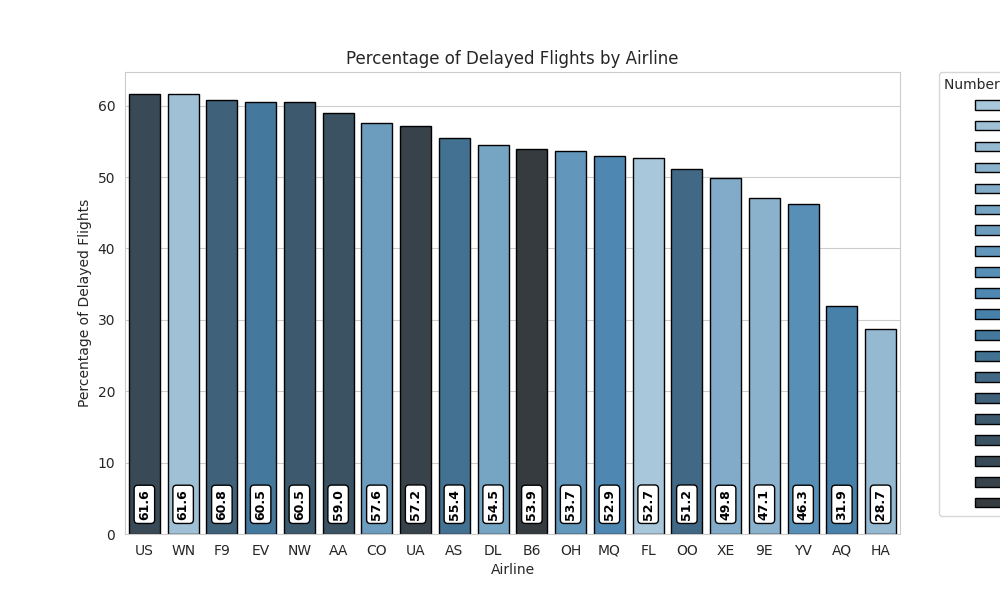 Percentage of Delayed Flights by Airline
Number
Percentage of Delayed Flights
60
50
40
30
20
10
0
61.6 61.6 60.8 60.5 60.5 59.0 57.6 57.2 55.4 54.5 53.9 53.7 52.9 52.7 51.2 49.8 47.1 46.3 31.9 28.7
US WN F9 EV NW AA CO UA AS DL B6 OH MQ FL OO XE 9E YV AQ HA
Airline